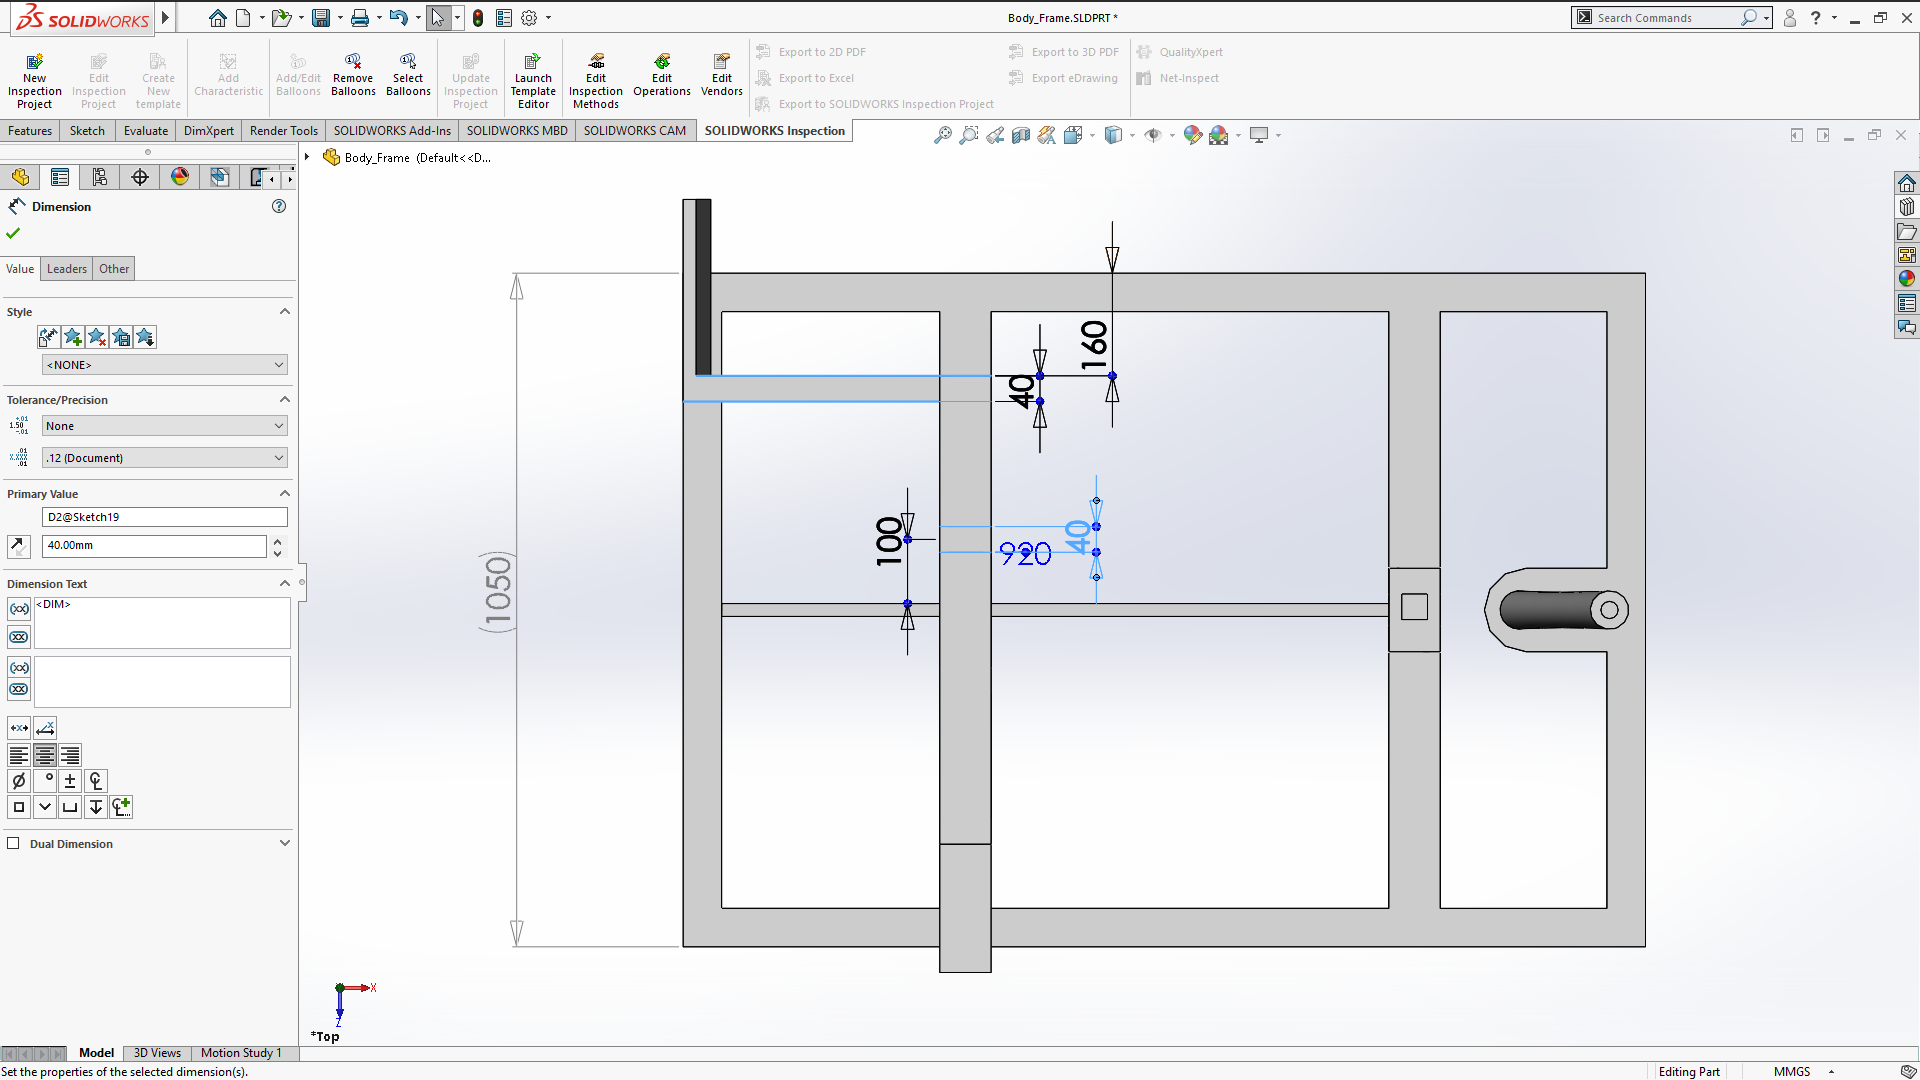 SOLIDWORKS
Body_Frame.SLDPRT *
Search Commands
New Inspection Project
Edit Inspection Project
Create New template
Add Characteristic
Add/Edit Balloons
Remove Balloons
Select Balloons
Update Inspection Project
Launch Template Editor
Edit Inspection Methods
Edit Operations
Edit Vendors
Export to 2D PDF
Export to Excel
Export to SOLIDWORKS Inspection Project
Export to 3D PDF
Export eDrawing
QualityXpert
Net-Inspect
Features
Sketch
Evaluate
DimXpert
Render Tools
SOLIDWORKS Add-Ins
SOLIDWORKS MBD
SOLIDWORKS CAM
SOLIDWORKS Inspection
Body_Frame (Default<<D...
Dimension
Value
Leaders
Other
Style
<NONE>
Tolerance/Precision
None
.12 (Document)
Primary Value
D2@Sketch19
40.00mm
Dimension Text
<DIM>
Dual Dimension
(1050)
160
40
100
920
40
X
Z
*Top
Model
3D Views
Motion Study 1
Set the properties of the selected dimension(s).
Editing Part
MMGS